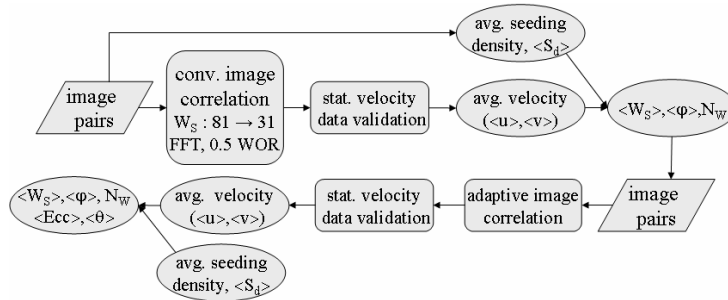 avg. seeding
density, <S_d>
image
pairs
conv. image
correlation
W_S : 81 → 31
FFT, 0.5 WOR
stat. velocity
data validation
avg. velocity
(<u>,<v>)
<W_S>,<φ>,N_W
<W_S>,<φ>, N_W
<Ecc>,<θ>
avg. velocity
(<u>,<v>)
stat. velocity
data validation
adaptive image
correlation
image
pairs
avg. seeding
density, <S_d>